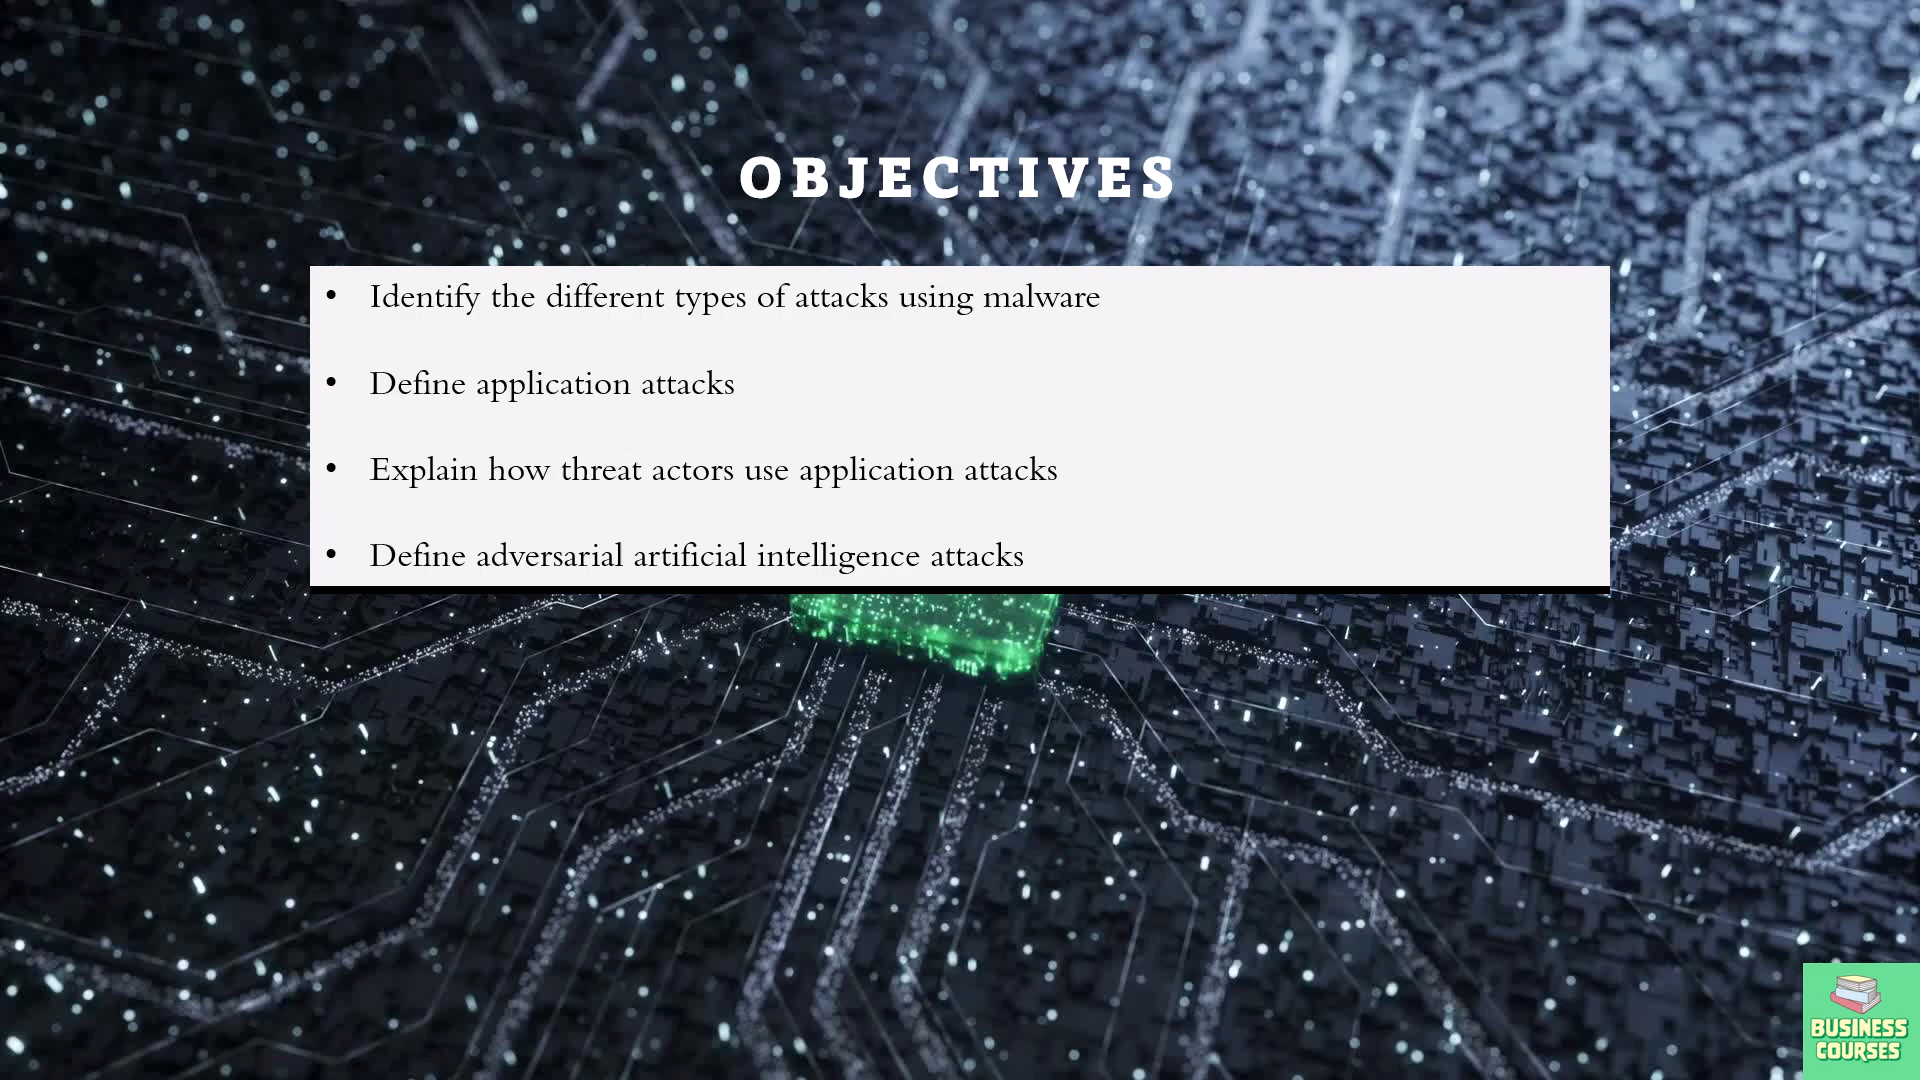 OBJECTIVES
• Identify the different types of attacks using malware
• Define application attacks
• Explain how threat actors use application attacks
• Define adversarial artificial intelligence attacks
BUSINESS
COURSES